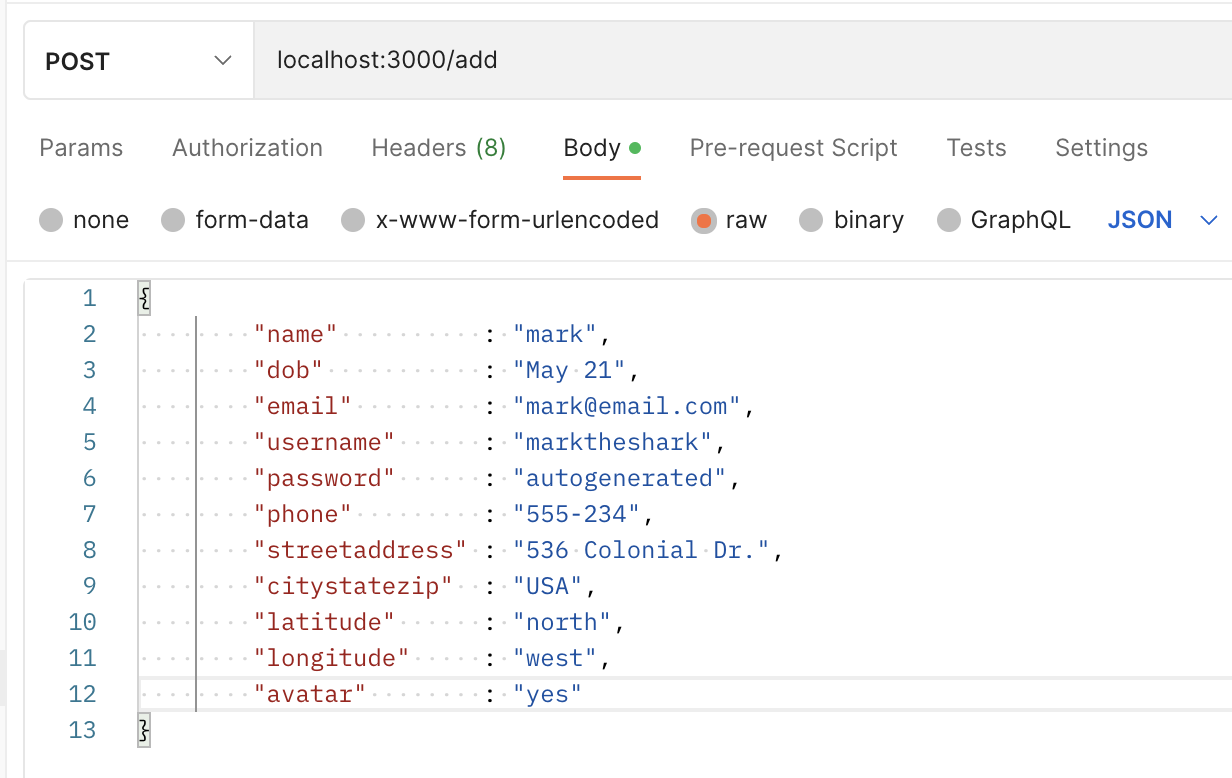 POST localhost:3000/add
Params Authorization Headers (8) Body Pre-request Script Tests Settings
none form-data x-www-form-urlencoded raw binary GraphQL JSON
1 {
2 "name" : "mark",
3 "dob" : "May 21",
4 "email" : "mark@email.com",
5 "username" : "marktheshark",
6 "password" : "autogenerated",
7 "phone" : "555-234",
8 "streetaddress" : "536 Colonial Dr.",
9 "citystatezip" : "USA",
10 "latitude" : "north",
11 "longitude" : "west",
12 "avatar" : "yes"
13 }